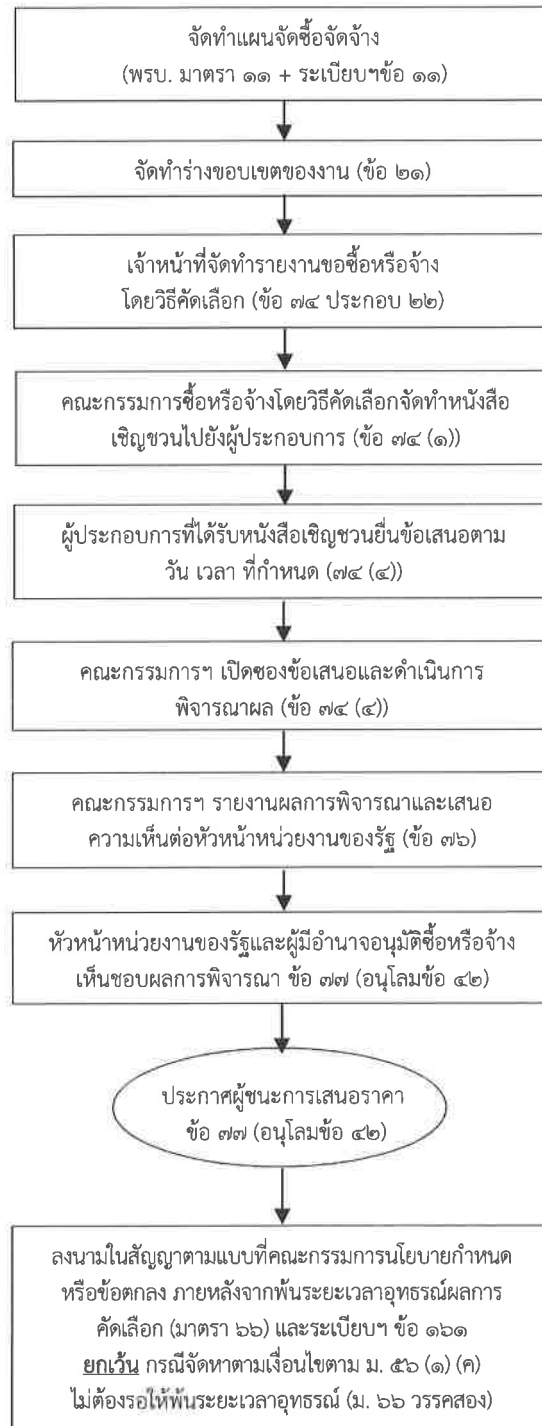 จัดทำแผนจัดซื้อจัดจ้าง
(พรบ. มาตรา ๑๑ + ระเบียบฯข้อ ๑๑)
จัดทำร่างขอบเขตของงาน (ข้อ ๒๑)
เจ้าหน้าที่จัดทำรายงานขอซื้อหรือจ้าง
โดยวิธีคัดเลือก (ข้อ ๗๔ ประกอบ ๒๒)
คณะกรรมการซื้อหรือจ้างโดยวิธีคัดเลือกจัดทำหนังสือ
เชิญชวนไปยังผู้ประกอบการ (ข้อ ๗๔ (๑))
ผู้ประกอบการที่ได้รับหนังสือเชิญชวนยื่นข้อเสนอตาม
วัน เวลา ที่กำหนด (๗๔ (๔))
คณะกรรมการฯ เปิดซองข้อเสนอและดำเนินการ
พิจารณาผล (ข้อ ๗๔ (๔))
คณะกรรมการฯ รายงานผลการพิจารณาและเสนอ
ความเห็นต่อหัวหน้าหน่วยงานของรัฐ (ข้อ ๗๖)
หัวหน้าหน่วยงานของรัฐและผู้มีอำนาจอนุมัติซื้อหรือจ้าง
เห็นชอบผลการพิจารณา ข้อ ๗๗ (อนุโลมข้อ ๔๒)
ประกาศผู้ชนะการเสนอราคา
ข้อ ๗๗ (อนุโลมข้อ ๔๒)
ลงนามในสัญญาตามแบบที่คณะกรรมการนโยบายกำหนด
หรือข้อตกลง ภายหลังจากพ้นระยะเวลาอุทธรณ์ผลการ
คัดเลือก (มาตรา ๖๖) และระเบียบฯ ข้อ ๑๖๑
ยกเว้น กรณีจัดหาตามเงื่อนไขตาม ม. ๕๖ (๑) (ค)
ไม่ต้องรอให้พ้นระยะเวลาอุทธรณ์ (ม. ๖๖ วรรคสอง)